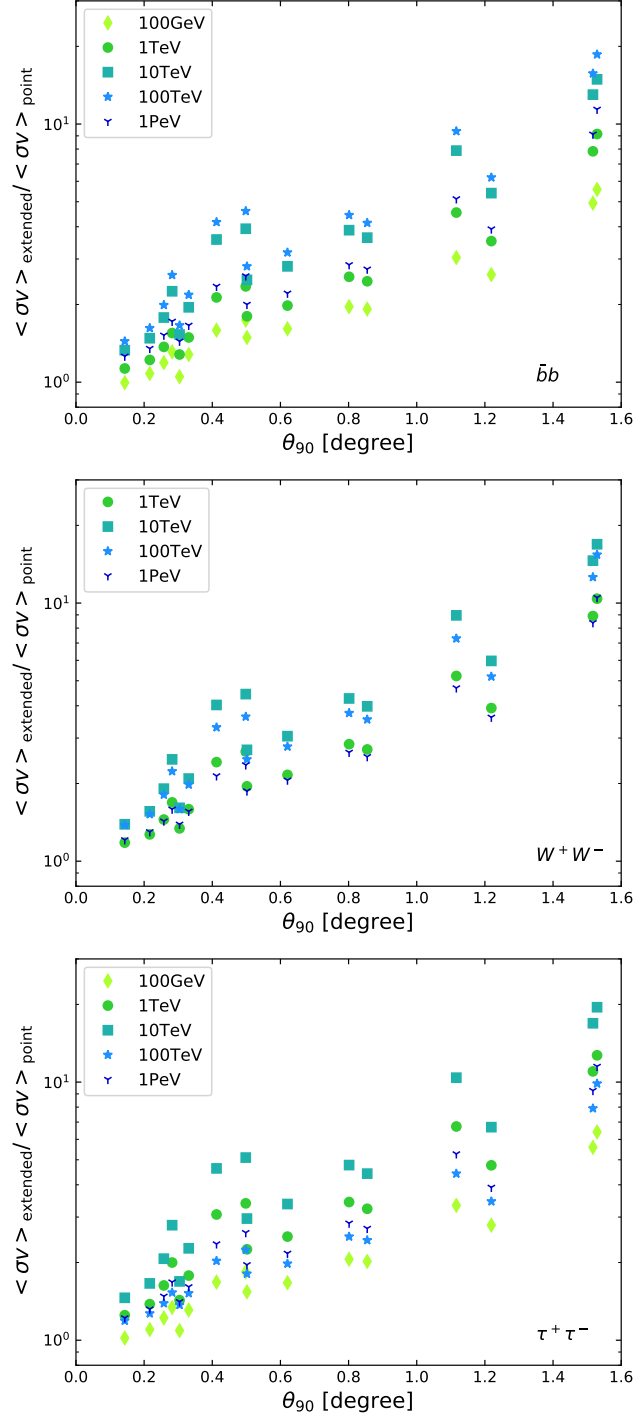 100GeV
1TeV
10TeV
100TeV
1PeV
10¹
10⁰
< σv > extended / < σv > point
b̄b
0.0 0.2 0.4 0.6 0.8 1.0 1.2 1.4 1.6
θ₉₀ [degree]
1TeV
10TeV
100TeV
1PeV
10¹
10⁰
< σv > extended / < σv > point
W⁺W⁻
0.0 0.2 0.4 0.6 0.8 1.0 1.2 1.4 1.6
θ₉₀ [degree]
100GeV
1TeV
10TeV
100TeV
1PeV
10¹
10⁰
< σv > extended / < σv > point
τ⁺τ⁻
0.0 0.2 0.4 0.6 0.8 1.0 1.2 1.4 1.6
θ₉₀ [degree]